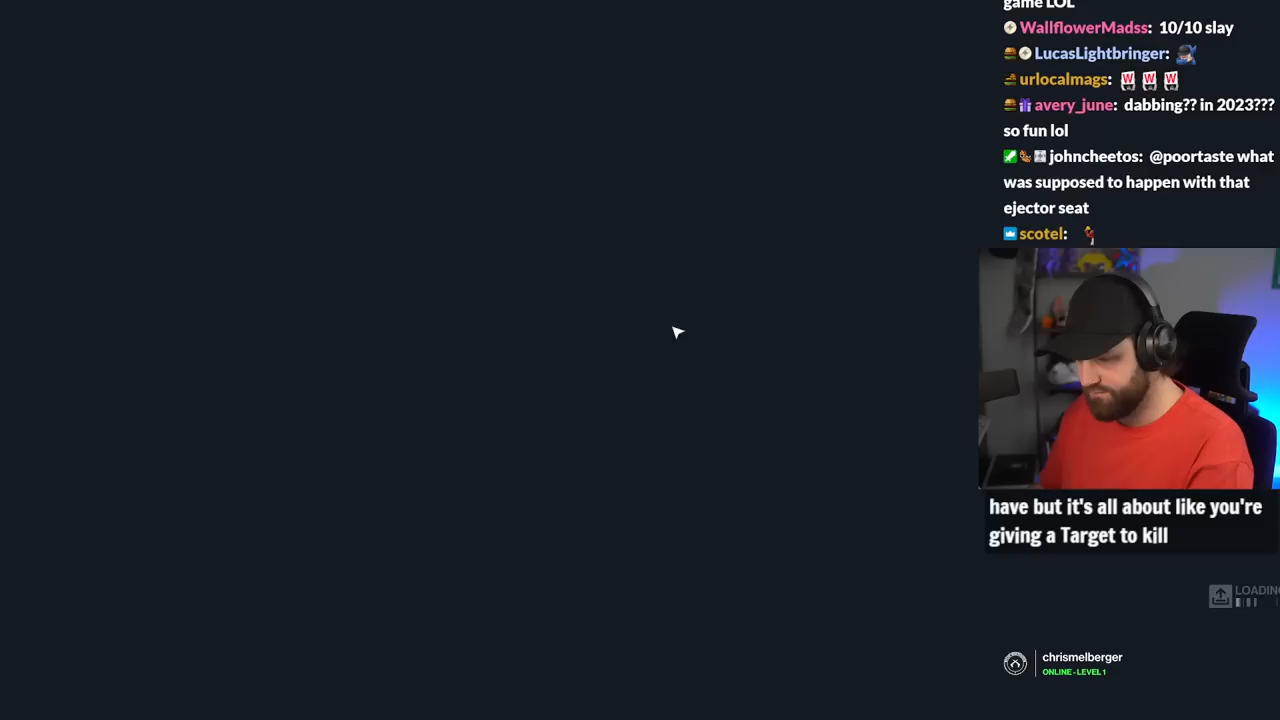 game LOL
WallflowerMadss: 10/10 slay
LucasLightbringer:
urlocalmags: W W W
avery_june: dabbing?? in 2023???
so fun lol
johncheetos: @poortaste what
was supposed to happen with that
ejector seat
scotel:
have but it's all about like you're
giving a Target to kill
LOADING
chrismelberger
ONLINE - LEVEL 1